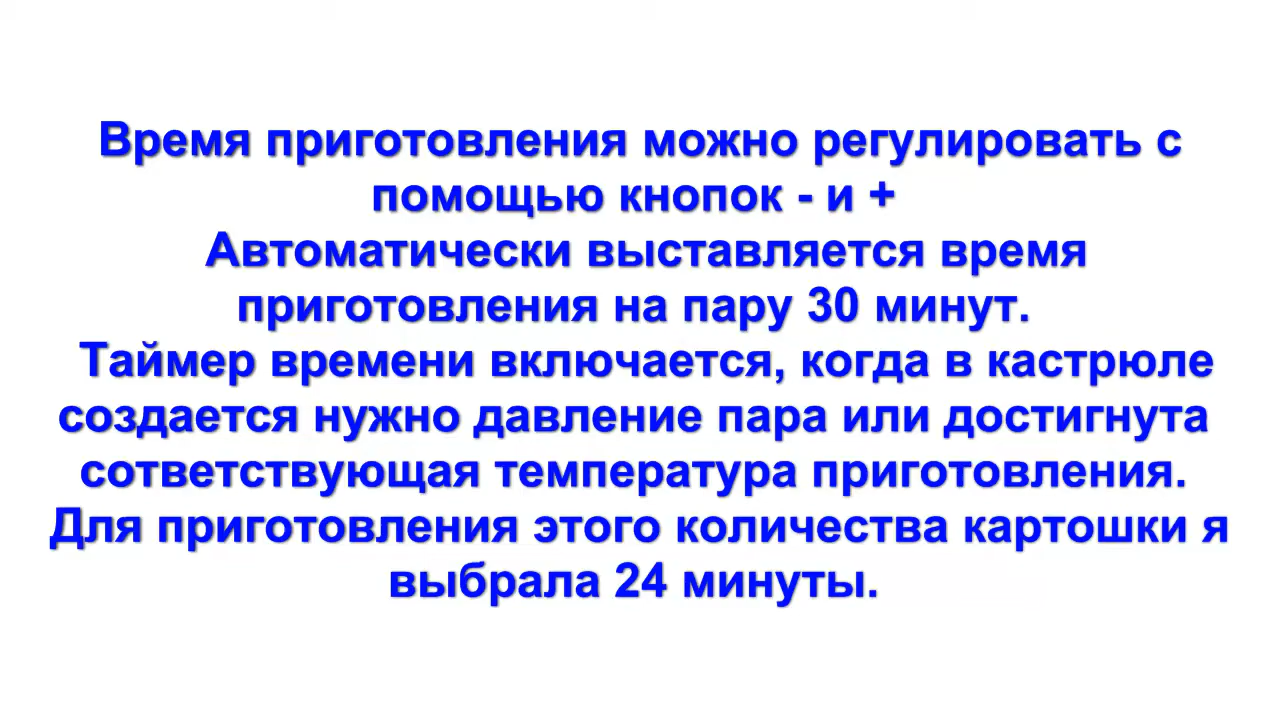 Время приготовления можно регулировать с
помощью кнопок - и +
Автоматически выставляется время
приготовления на пару 30 минут.
Таймер времени включается, когда в кастрюле
создается нужно давление пара или достигнута
сответствующая температура приготовления.
Для приготовления этого количества картошки я
выбрала 24 минуты.